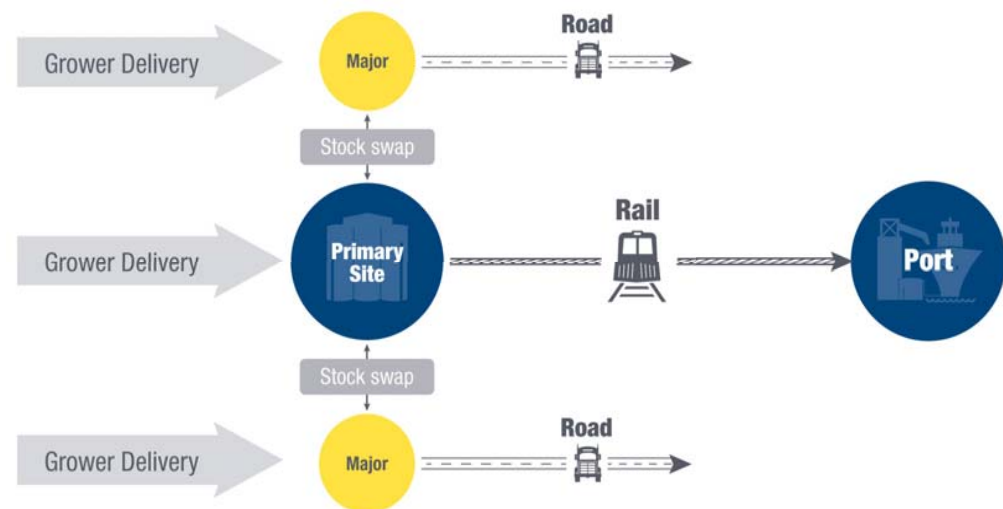 Road
Grower Delivery
Major
Stock swap
Rail
Grower Delivery
Primary
Site
Port
Stock swap
Road
Grower Delivery
Major